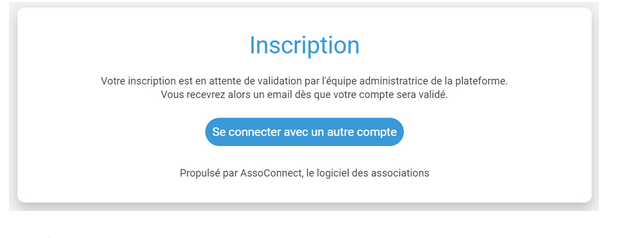 Inscription
Votre inscription est en attente de validation par l'équipe administratrice de la plateforme.
Vous recevrez alors un email dès que votre compte sera validé.
Se connecter avec un autre compte
Propulsé par AssoConnect, le logiciel des associations